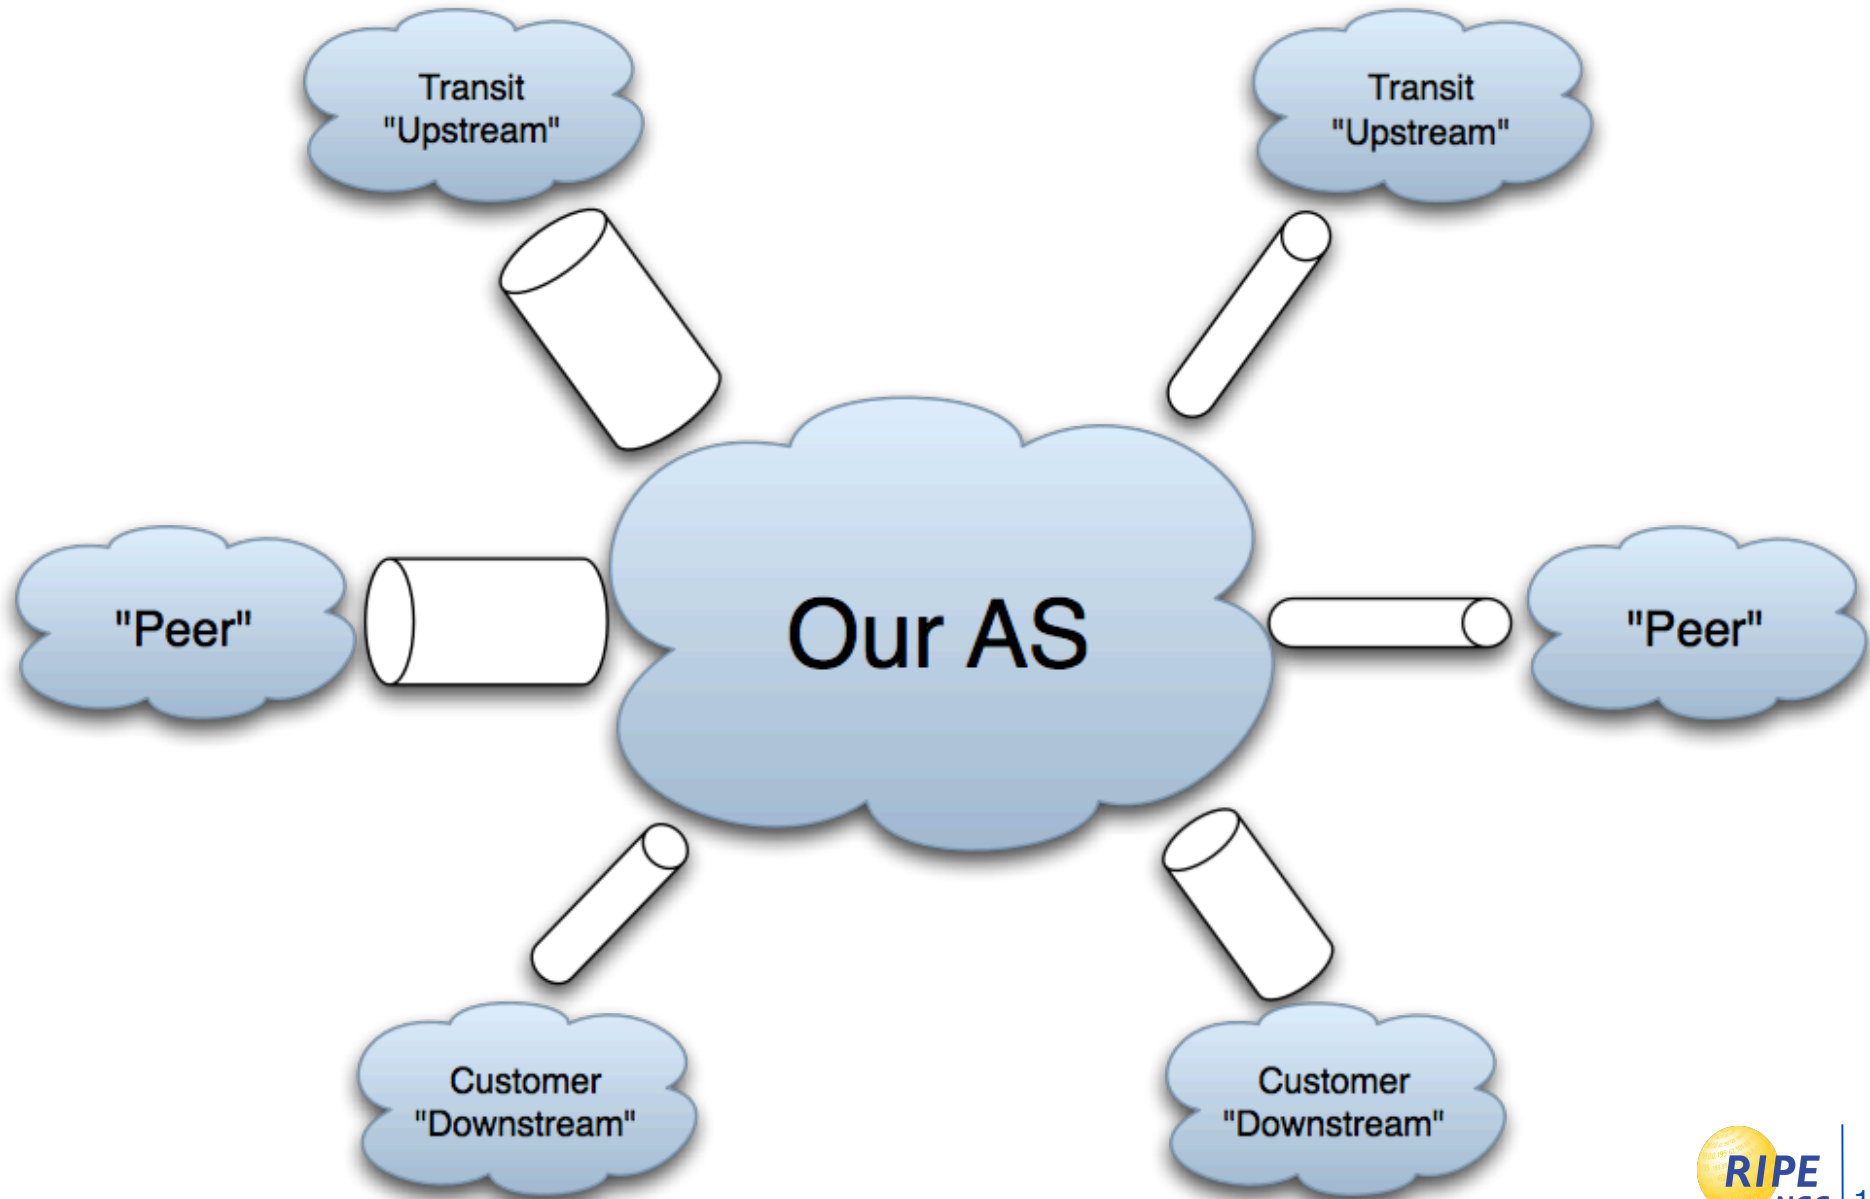 Transit
"Upstream"
Transit
"Upstream"
"Peer"
Our AS
"Peer"
Customer
"Downstream"
Customer
"Downstream"
RIPE